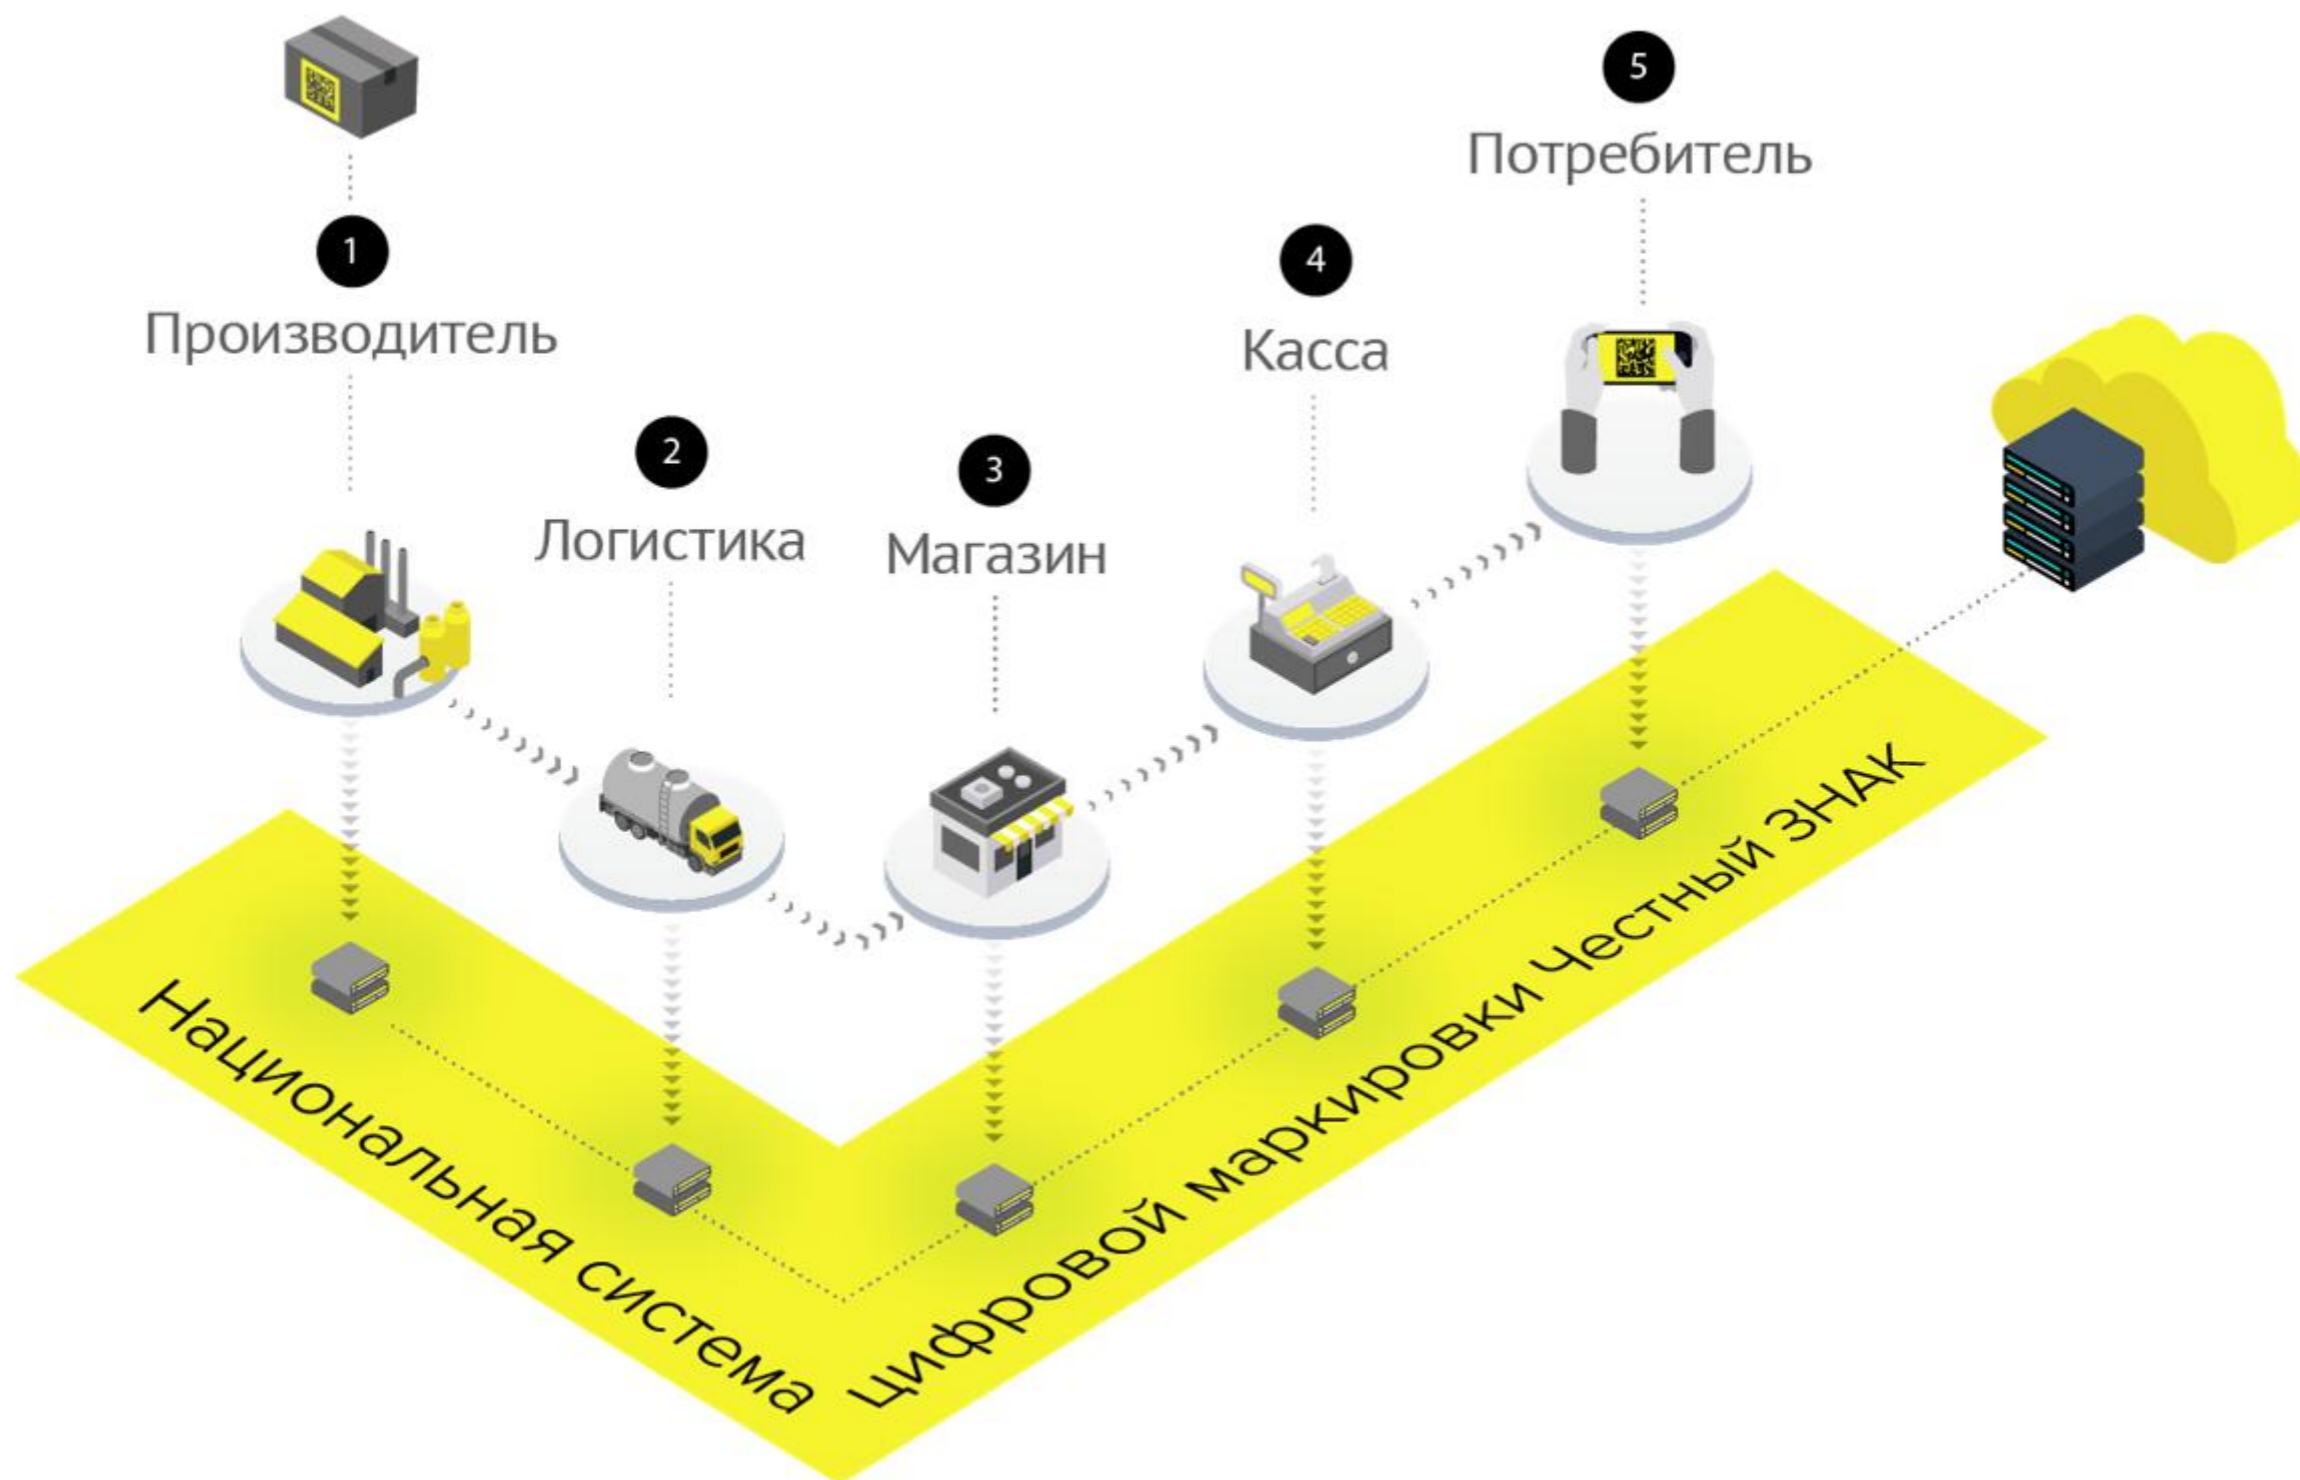 1
Производитель
2
Логистика
3
Магазин
4
Касса
5
Потребитель
Национальная система
цифровой маркировки Честный ЗНАК